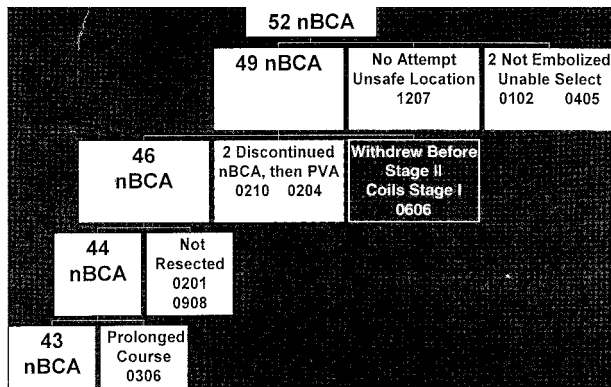 52 nBCA
49 nBCA
No Attempt
Unsafe Location
1207
2 Not Embolized
Unable Select
0102 0405
46
nBCA
2 Discontinued
nBCA, then PVA
0210 0204
Withdrew Before
Stage II
Coils Stage I
0606
44
nBCA
Not
Resected
0201
0908
43
nBCA
Prolonged
Course
0306